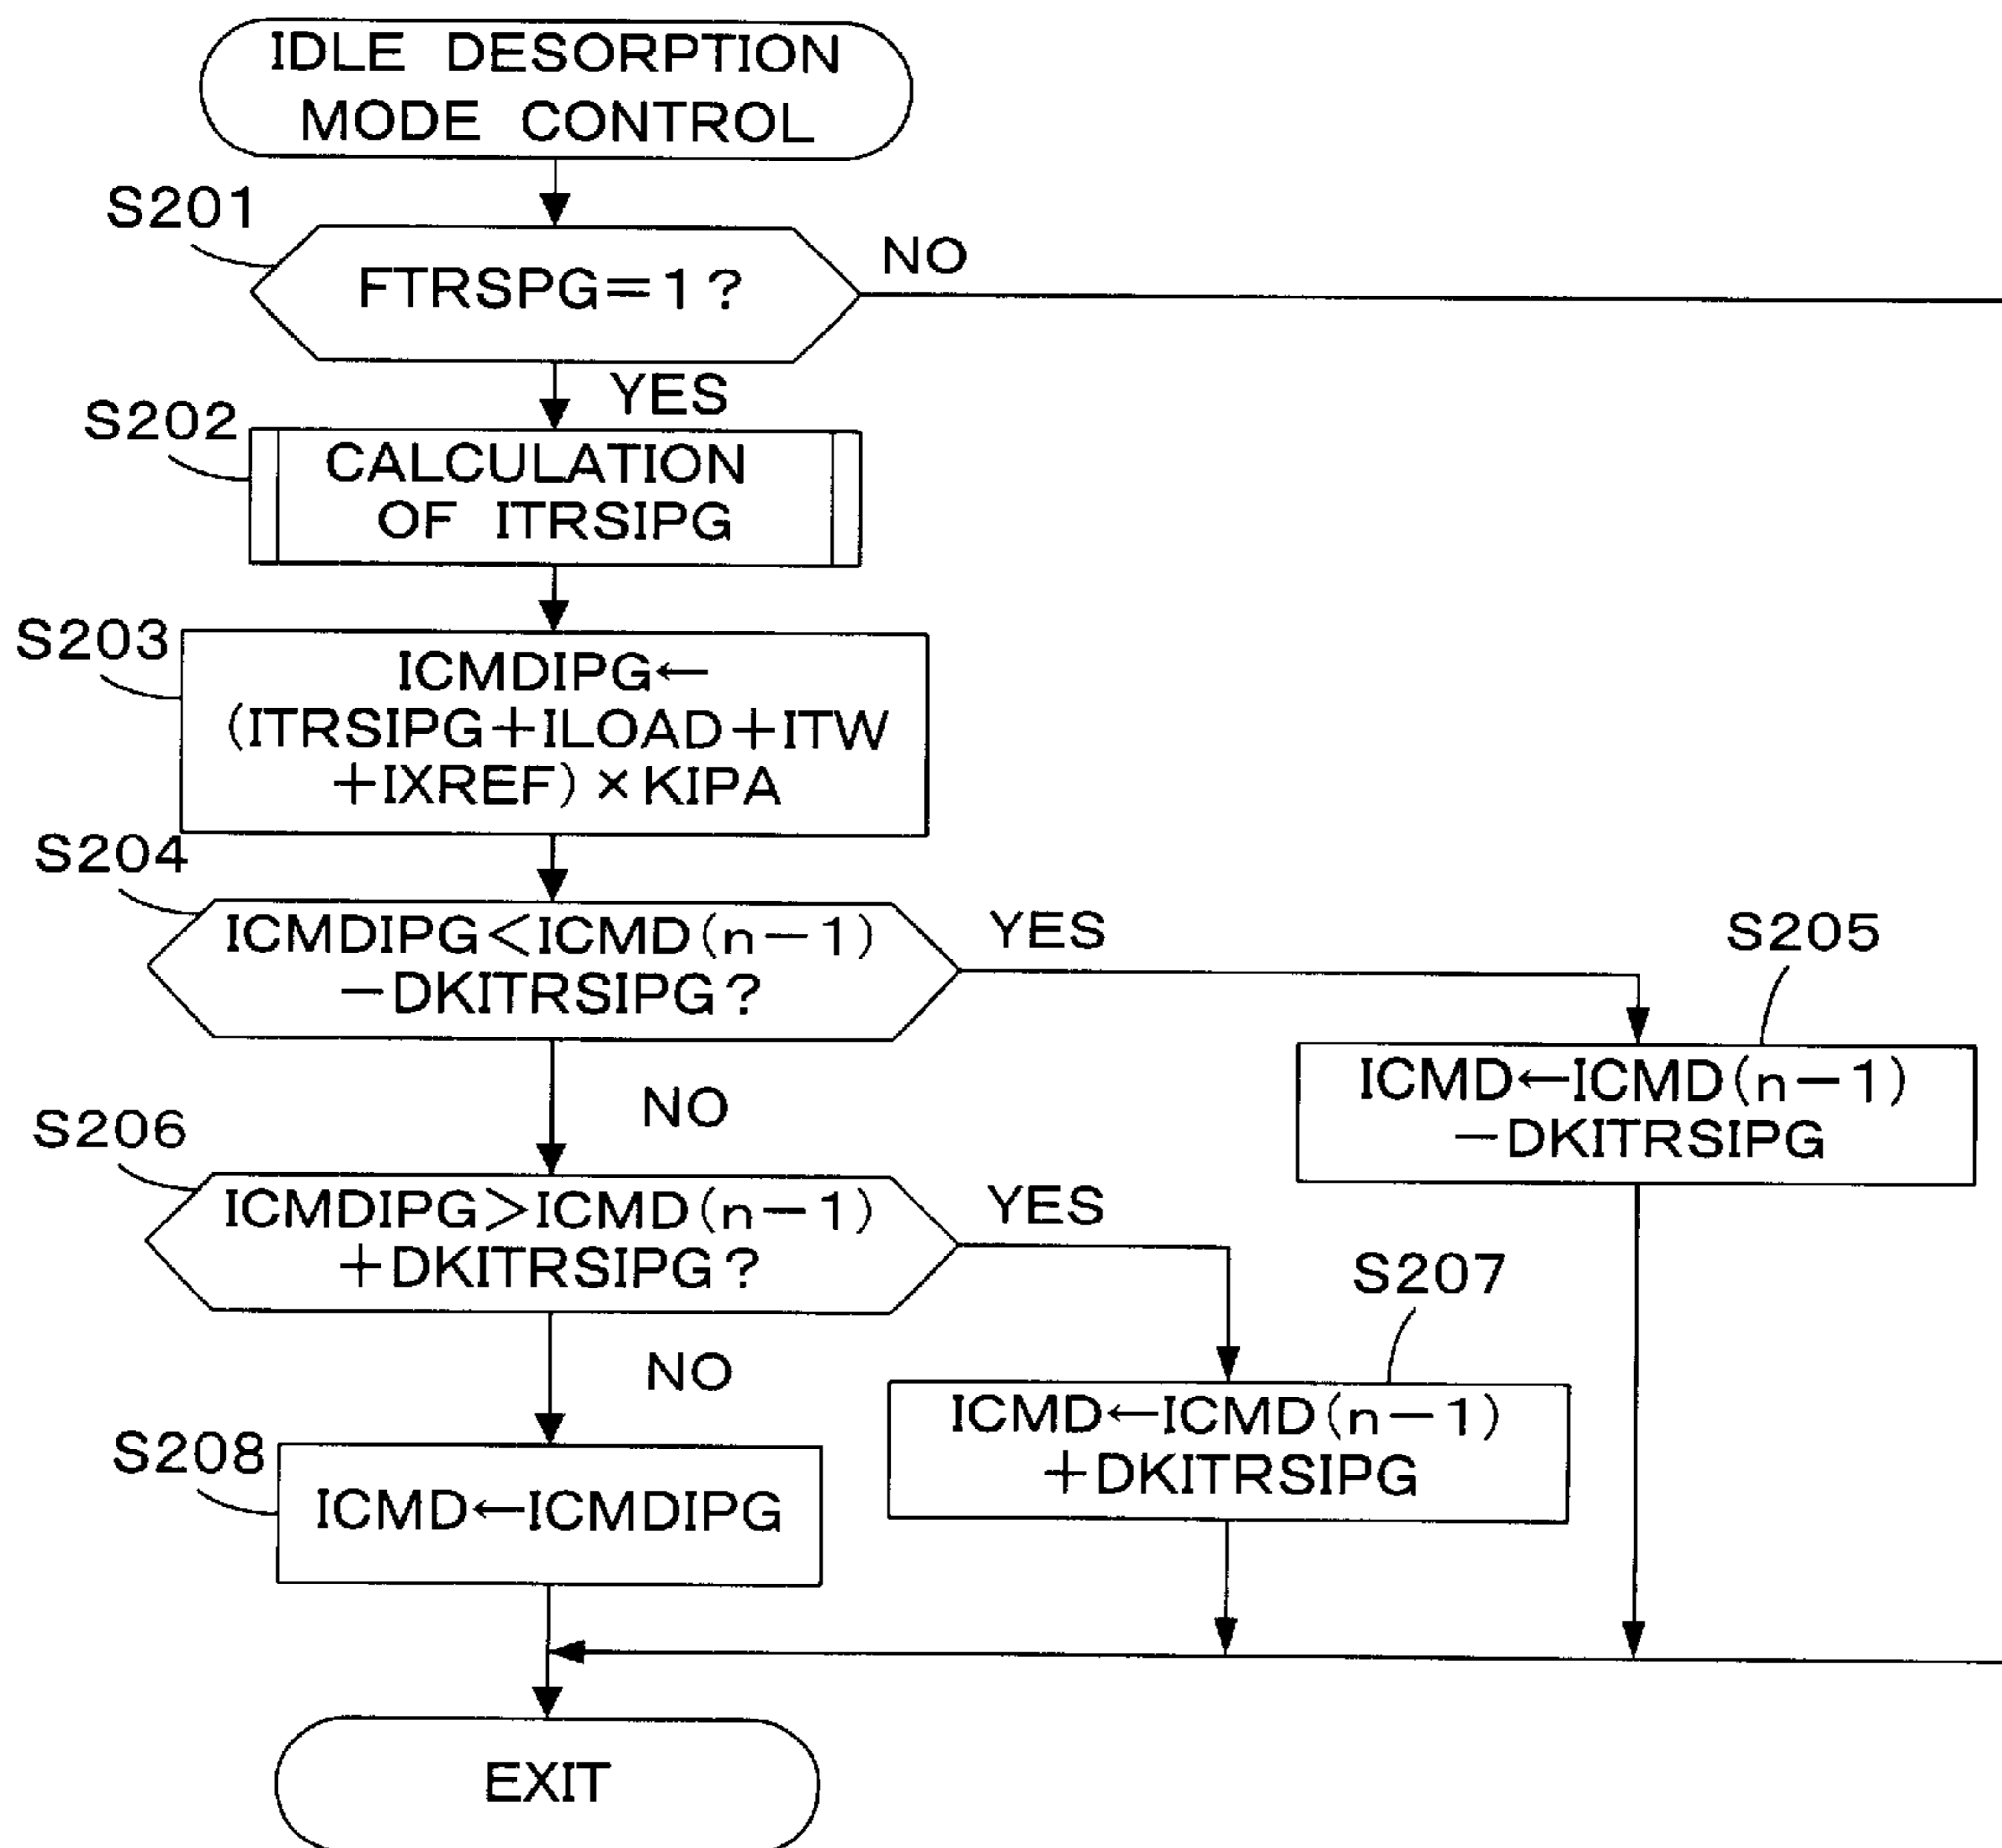 IDLE DESORPTION
MODE CONTROL
S201
FTRSPG=1?
NO
YES
S202
CALCULATION
OF ITRSIPG
S203
ICMDIPG←
(ITRSIPG+ILOAD+ITW
+IXREF)×KIPA
S204
ICMDIPG<ICMD(n−1)
−DKITRSIPG?
YES
S205
ICMD←ICMD(n−1)
−DKITRSIPG
NO
S206
ICMDIPG>ICMD(n−1)
+DKITRSIPG?
YES
S207
ICMD←ICMD(n−1)
+DKITRSIPG
NO
S208
ICMD←ICMDIPG
EXIT